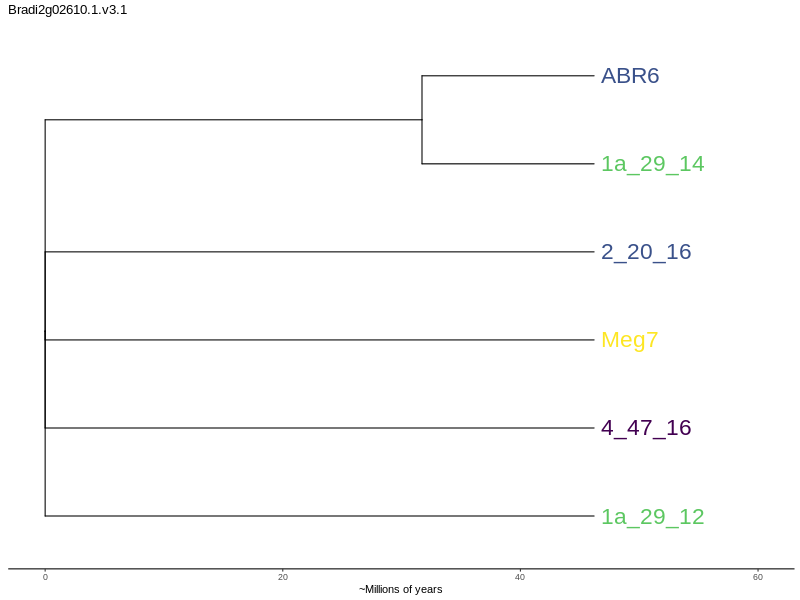 Bradi2g02610.1.v3.1
ABR6
1a_29_14
2_20_16
Meg7
4_47_16
1a_29_12
0 20 40 60
~Millions of years